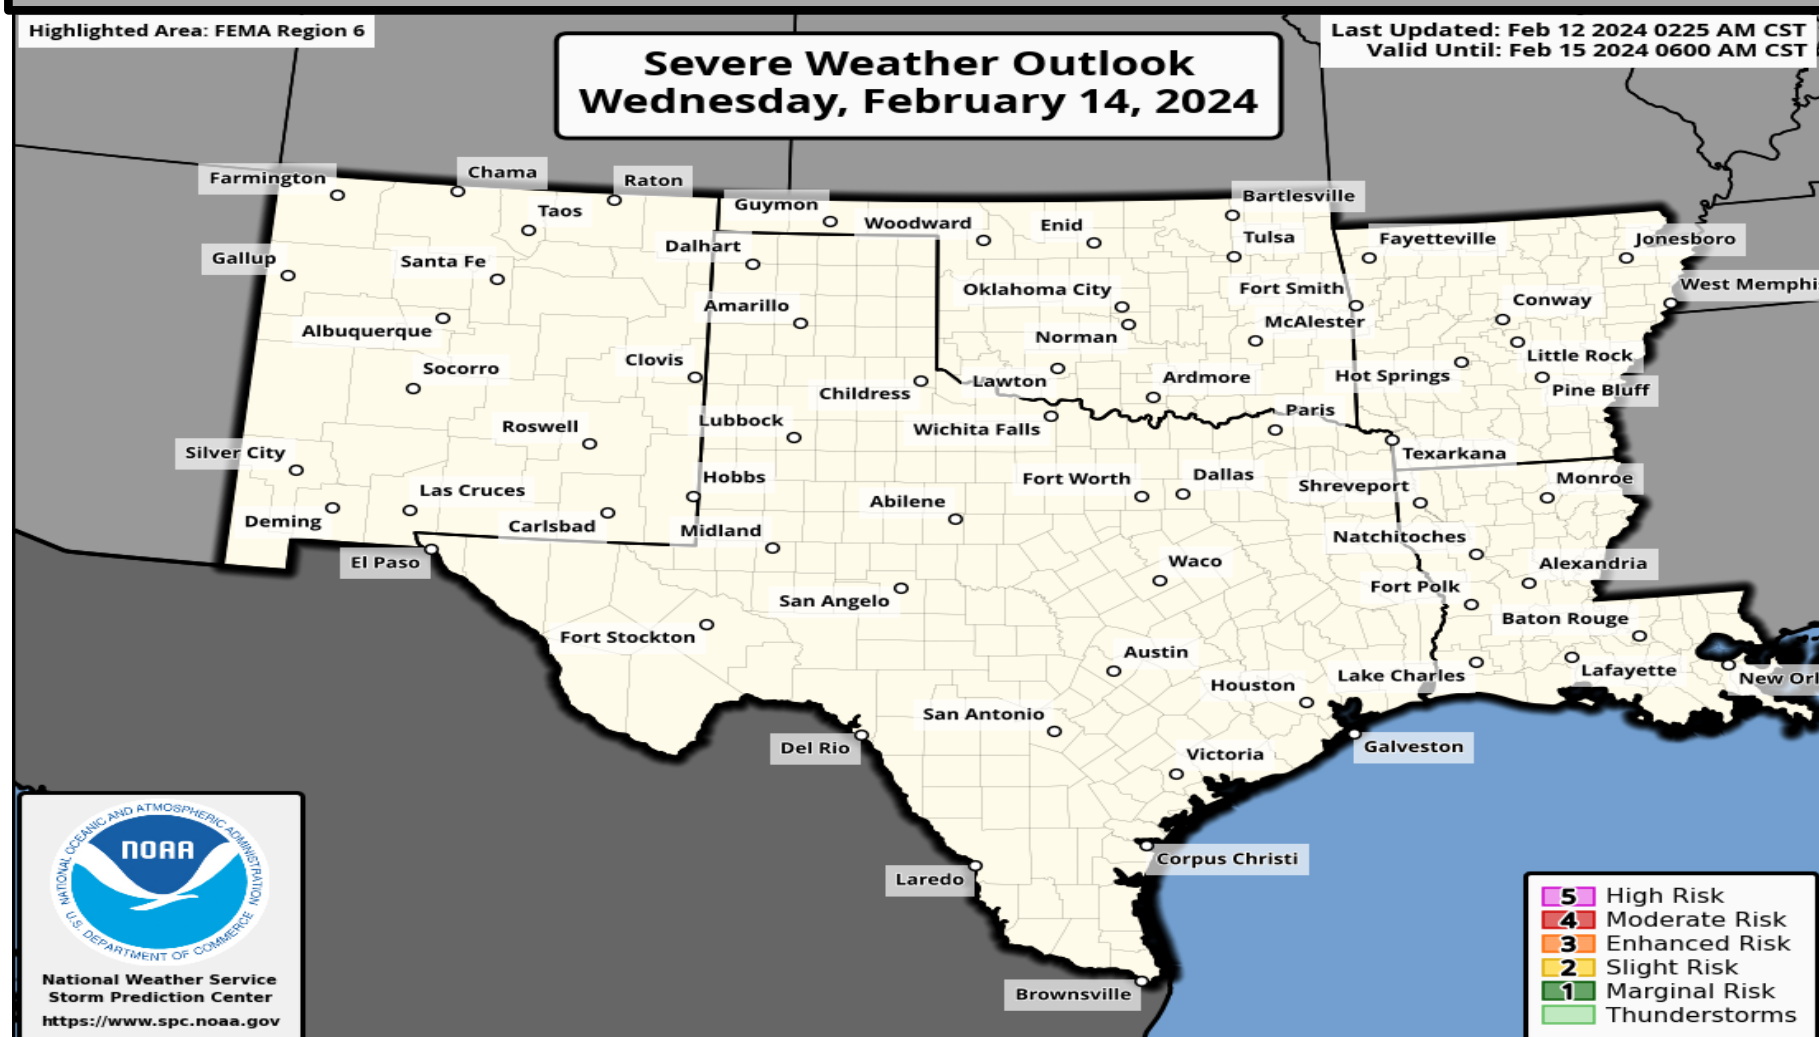 Highlighted Area: FEMA Region 6
Last Updated: Feb 12 2024 0225 AM CST
Valid Until: Feb 15 2024 0600 AM CST
Severe Weather Outlook
Wednesday, February 14, 2024
Farmington
Chama
Raton
Taos
Guymon
Woodward
Enid
Bartlesville
Gallup
Santa Fe
Dalhart
Tulsa
Fayetteville
Jonesboro
Albuquerque
Amarillo
Oklahoma City
Fort Smith
Conway
West Memphi
Norman
McAlester
Socorro
Clovis
Childress
Lawton
Ardmore
Hot Springs
Little Rock
Pine Bluff
Roswell
Lubbock
Wichita Falls
Paris
Texarkana
Silver City
Las Cruces
Hobbs
Abilene
Fort Worth
Dallas
Shreveport
Monroe
Deming
Carlsbad
Midland
Natchitoches
El Paso
San Angelo
Waco
Fort Polk
Alexandria
Fort Stockton
Austin
Baton Rouge
Houston
Lake Charles
Lafayette
New Orl
Del Rio
San Antonio
Victoria
Galveston
Laredo
Corpus Christi
Brownsville
NATIONAL OCEANIC AND ATMOSPHERIC ADMINISTRATION
NOAA
U.S. DEPARTMENT OF COMMERCE
National Weather Service
Storm Prediction Center
https://www.spc.noaa.gov
5 High Risk
4 Moderate Risk
3 Enhanced Risk
2 Slight Risk
1 Marginal Risk
Thunderstorms